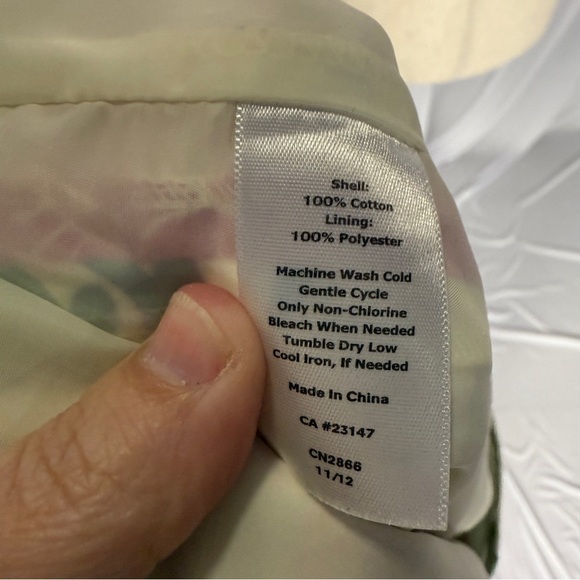 Shell:
100% Cotton
Lining:
100% Polyester
Machine Wash Cold
Gentle Cycle
Only Non-Chlorine
Bleach When Needed
Tumble Dry Low
Cool Iron, If Needed
Made In China
CA #23147
CN2866
11/12